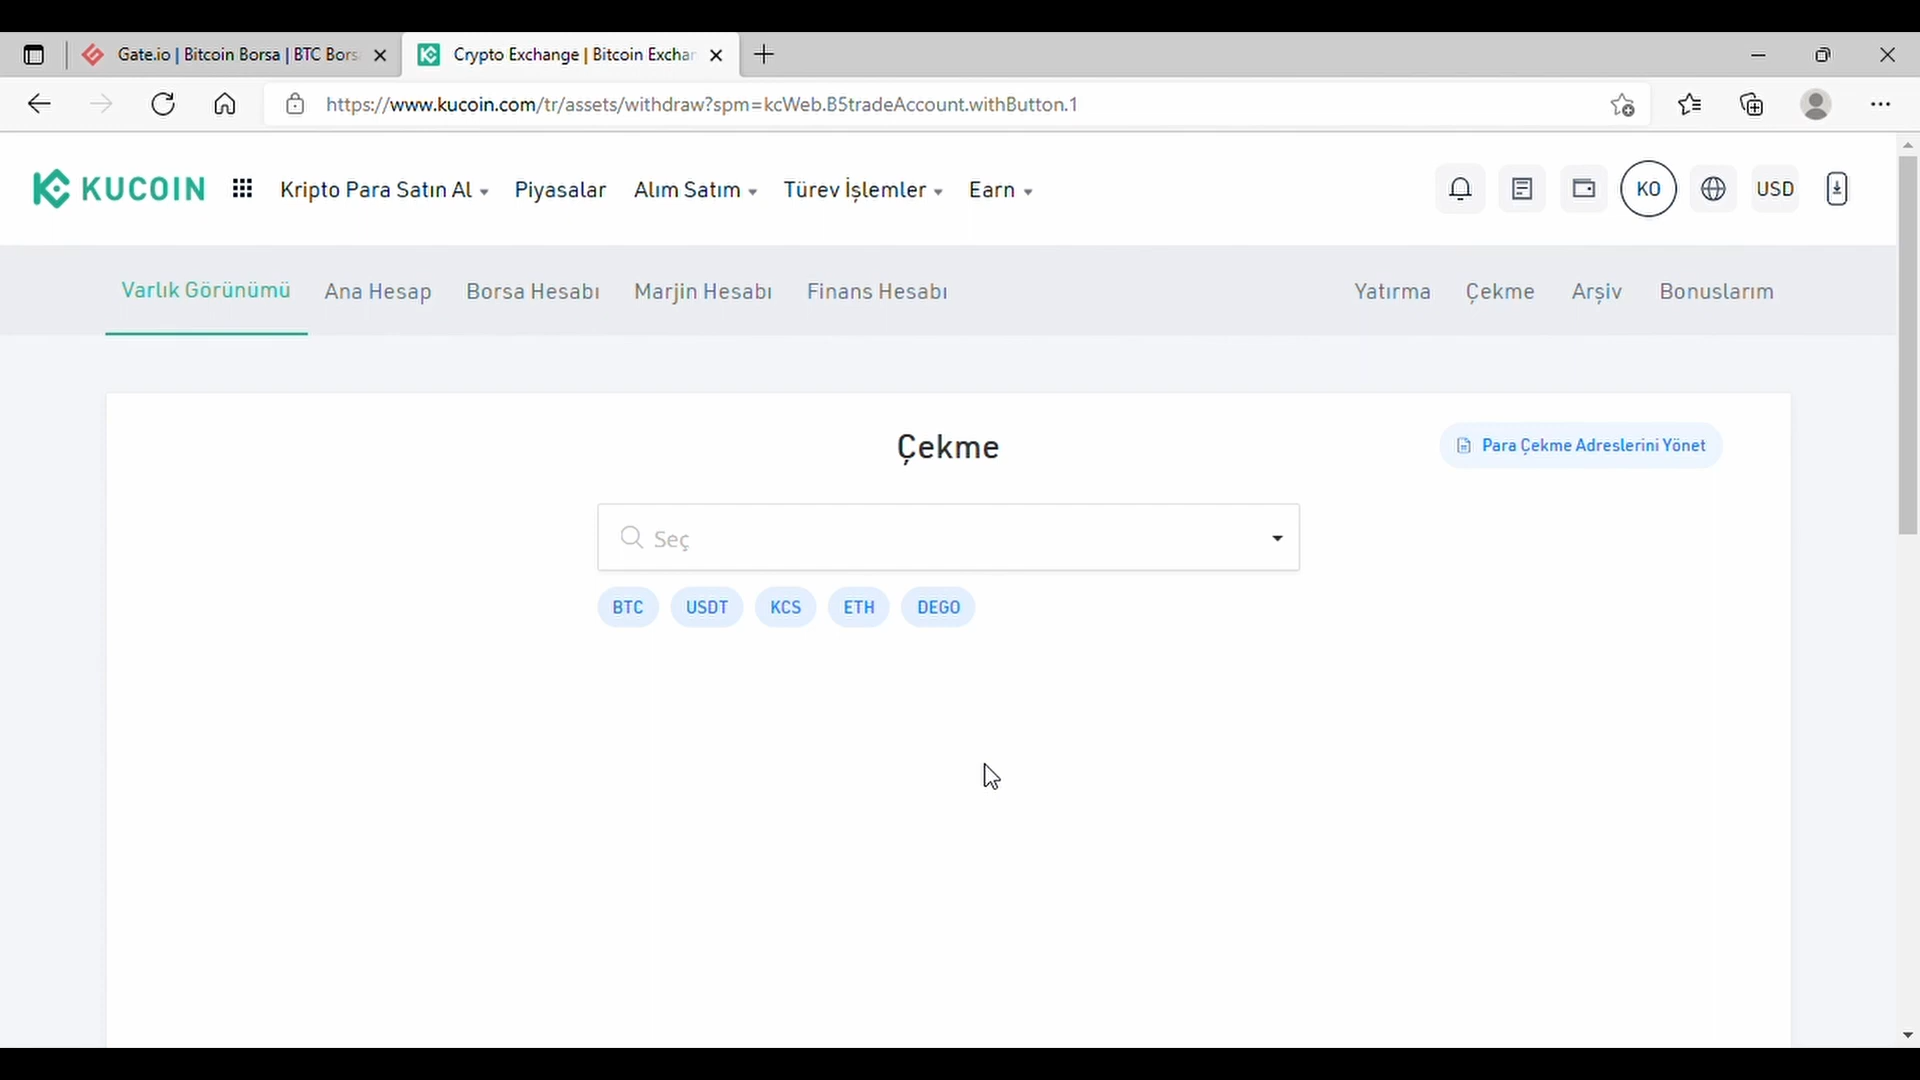 Gate.io | Bitcoin Borsa | BTC Bors
Crypto Exchange | Bitcoin Exchan
https://www.kucoin.com/tr/assets/withdraw?spm=kcWeb.B5tradeAccount.withButton.1
KUCOIN Kripto Para Satın Al Piyasalar Alım Satım Türev İşlemler Earn KO USD
Varlık Görünümü Ana Hesap Borsa Hesabı Marjin Hesabı Finans Hesabı Yatırma Çekme Arşiv Bonuslarım
Çekme
Para Çekme Adreslerini Yönet
Seç
BTC USDT KCS ETH DEGO